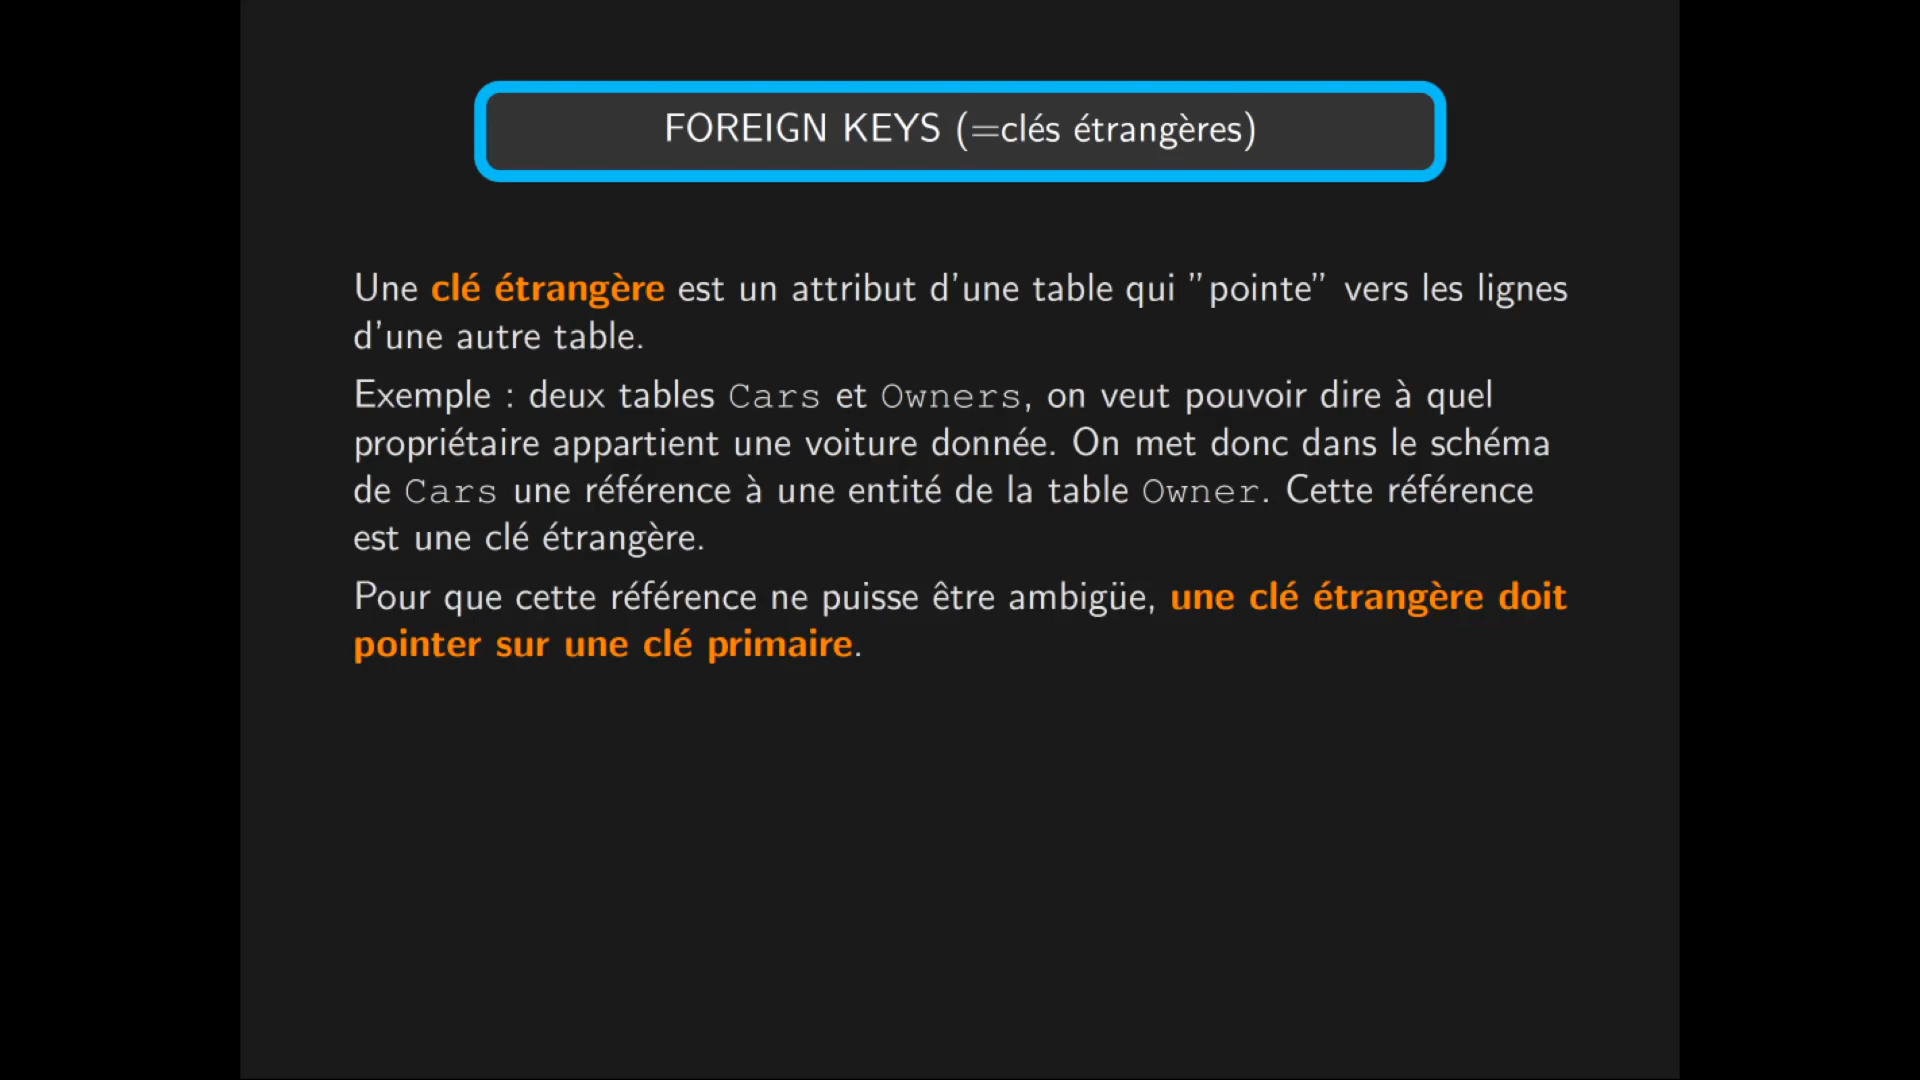 FOREIGN KEYS (=clés étrangères)
Une clé étrangère est un attribut d'une table qui "pointe" vers les lignes
d'une autre table.
Exemple : deux tables Cars et Owners, on veut pouvoir dire à quel
propriétaire appartient une voiture donnée. On met donc dans le schéma
de Cars une référence à une entité de la table Owner. Cette référence
est une clé étrangère.
Pour que cette référence ne puisse être ambigüe, une clé étrangère doit
pointer sur une clé primaire.